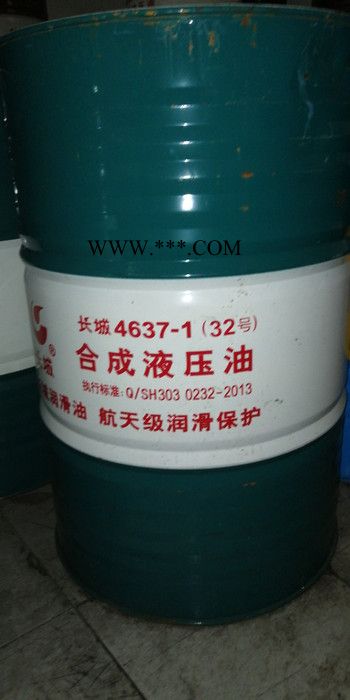 WWW.***.COM
长城4637-1(32号)
合成液压油
执行标准:Q/SH303 0232-2013
润滑油 航天级润滑保护
城®